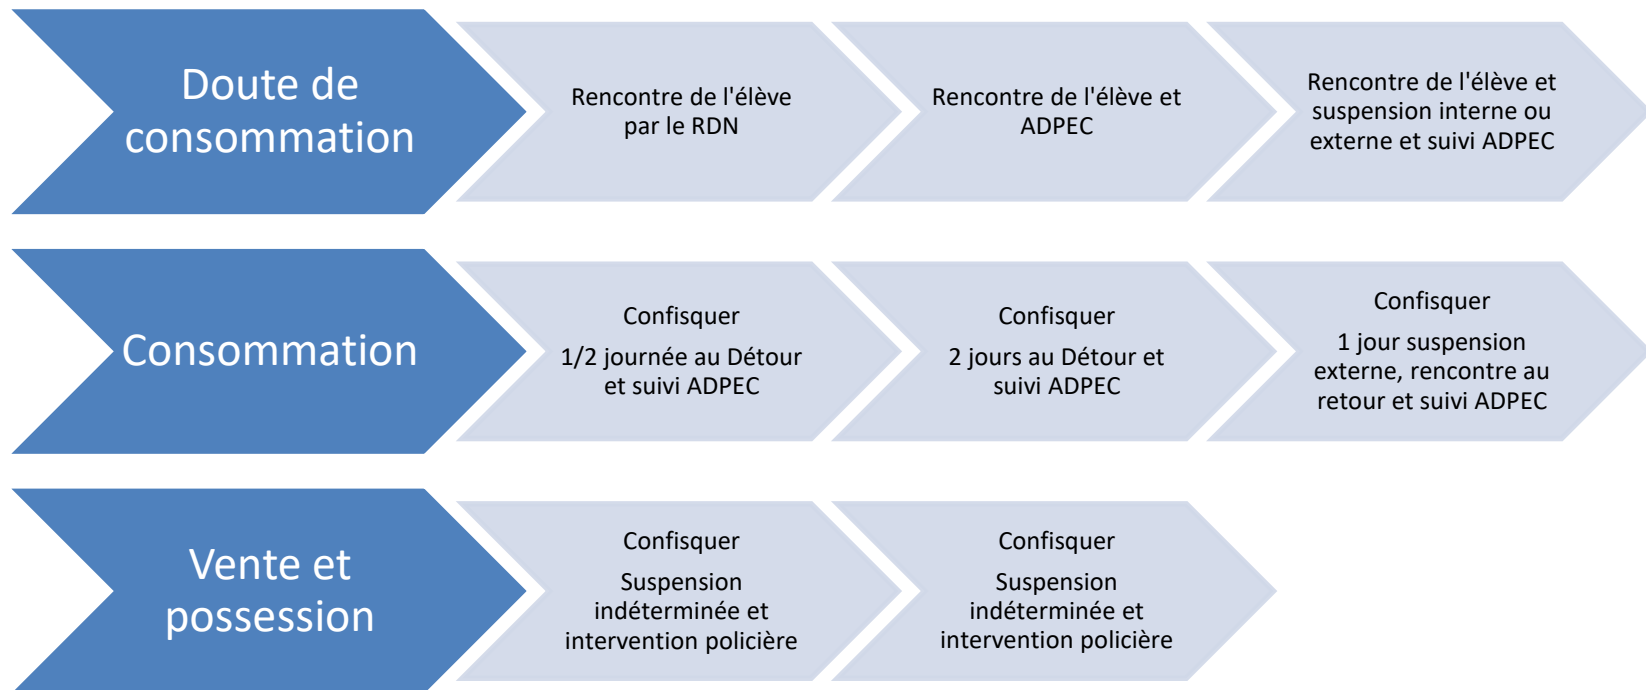 Doute de
consommation
Rencontre de l'élève
par le RDN
Rencontre de l'élève et
ADPEC
Rencontre de l'élève et
suspension interne ou
externe et suivi ADPEC
Consommation
Confisquer
1/2 journée au Détour
et suivi ADPEC
Confisquer
2 jours au Détour et
suivi ADPEC
Confisquer
1 jour suspension
externe, rencontre au
retour et suivi ADPEC
Vente et
possession
Confisquer
Suspension
indéterminée et
intervention policière
Confisquer
Suspension
indéterminée et
intervention policière